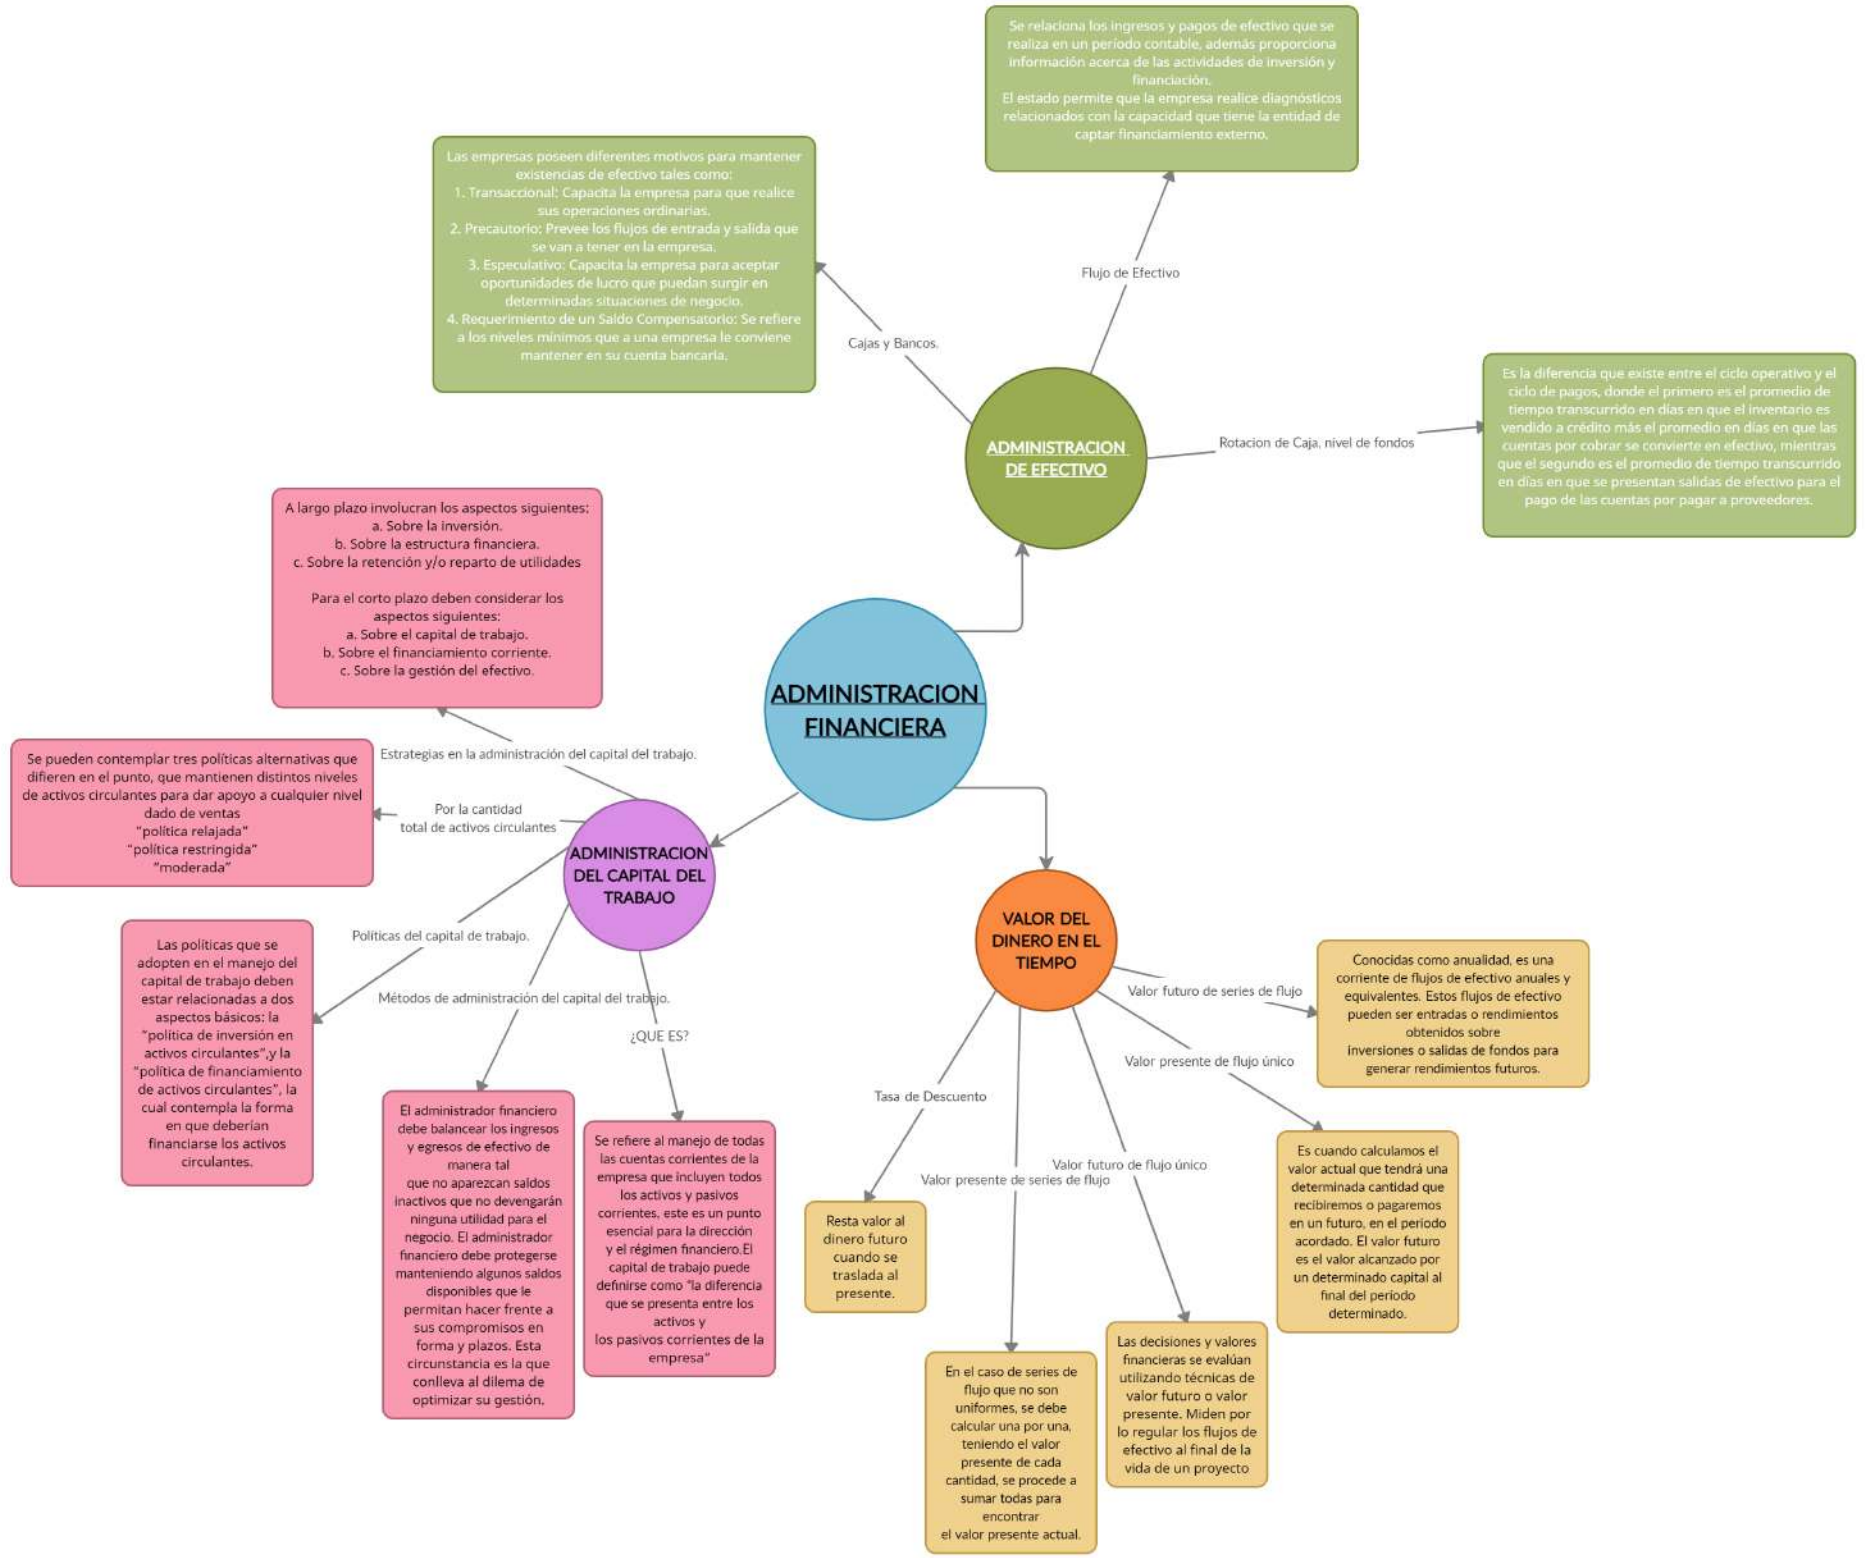 Se relaciona los ingresos y pagos de efectivo que se
realiza en un período contable, además proporciona
información acerca de las actividades de inversión y
financiación.
El estado permite que la empresa realice diagnósticos
relacionados con la capacidad que tiene la entidad de
captar financiamiento externo.
Las empresas poseen diferentes motivos para mantener
existencias de efectivo tales como:
1. Transaccional: Capacita la empresa para que realice
sus operaciones ordinarias.
2. Precautorio: Prevee los flujos de entrada y salida que
se van a tener en la empresa.
3. Especulativo: Capacita la empresa para aceptar
oportunidades de lucro que puedan surgir en
determinadas situaciones de negocio.
4. Requerimiento de un Saldo Compensatorio: Se refiere
a los niveles mínimos que a una empresa le conviene
mantener en su cuenta bancaria.
Flujo de Efectivo
Cajas y Bancos.
Es la diferencia que existe entre el ciclo operativo y el
ciclo de pagos, donde el primero es el promedio de
tiempo transcurrido en días en que el inventario es
vendido a crédito más el promedio en días en que las
cuentas por cobrar se convierte en efectivo, mientras
que el segundo es el promedio de tiempo transcurrido
en días en que se presentan salidas de efectivo para el
pago de las cuentas por pagar a proveedores.
Rotacion de Caja, nivel de fondos
ADMINISTRACION
DE EFECTIVO
A largo plazo involucran los aspectos siguientes:
a. Sobre la inversión.
b. Sobre la estructura financiera.
c. Sobre la retención y/o reparto de utilidades
Para el corto plazo deben considerar los
aspectos siguientes:
a. Sobre el capital de trabajo.
b. Sobre el financiamiento corriente.
c. Sobre la gestión del efectivo.
ADMINISTRACION
FINANCIERA
Estrategias en la administración del capital del trabajo.
Se pueden contemplar tres políticas alternativas que
difieren en el punto, que mantienen distintos niveles
de activos circulantes para dar apoyo a cualquier nivel
dado de ventas
"política relajada"
"política restringida"
"moderada"
Por la cantidad
total de activos circulantes
ADMINISTRACION
DEL CAPITAL DEL
TRABAJO
Políticas del capital de trabajo.
Las políticas que se
adopten en el manejo del
capital de trabajo deben
estar relacionadas a dos
aspectos básicos: la
"política de inversión en
activos circulantes",y la
"política de financiamiento
de activos circulantes", la
cual contempla la forma
en que deberían
financiarse los activos
circulantes.
Métodos de administración del capital del trabajo.
¿QUE ES?
El administrador financiero
debe balancear los ingresos
y egresos de efectivo de
manera tal
que no aparezcan saldos
inactivos que no devengarán
ninguna utilidad para el
negocio. El administrador
financiero debe protegerse
manteniendo algunos saldos
disponibles que le
permitan hacer frente a
sus compromisos en
forma y plazos. Esta
circunstancia es la que
conlleva al dilema de
optimizar su gestión.
Se refiere al manejo de todas
las cuentas corrientes de la
empresa que incluyen todos
los activos y pasivos
corrientes, este es un punto
esencial para la dirección
y el régimen financiero.El
capital de trabajo puede
definirse como "la diferencia
que se presenta entre los
activos y
los pasivos corrientes de la
empresa"
VALOR DEL
DINERO EN EL
TIEMPO
Valor futuro de series de flujo
Conocidas como anualidad, es una
corriente de flujos de efectivo anuales y
equivalentes. Estos flujos de efectivo
pueden ser entradas o rendimientos
obtenidos sobre
inversiones o salidas de fondos para
generar rendimientos futuros.
Valor presente de flujo único
Es cuando calculamos el
valor actual que tendrá una
determinada cantidad que
recibiremos o pagaremos
en un futuro, en el periodo
acordado. El valor futuro
es el valor alcanzado por
un determinado capital al
final del período
determinado.
Tasa de Descuento
Resta valor al
dinero futuro
cuando se
traslada al
presente.
Valor futuro de flujo único
Valor presente de series de flujo
Las decisiones y valores
financieras se evalúan
utilizando técnicas de
valor futuro o valor
presente. Miden por
lo regular los flujos de
efectivo al final de la
vida de un proyecto
En el caso de series de
flujo que no son
uniformes, se debe
calcular una por una,
teniendo el valor
presente de cada
cantidad, se procede a
sumar todas para
encontrar
el valor presente actual.